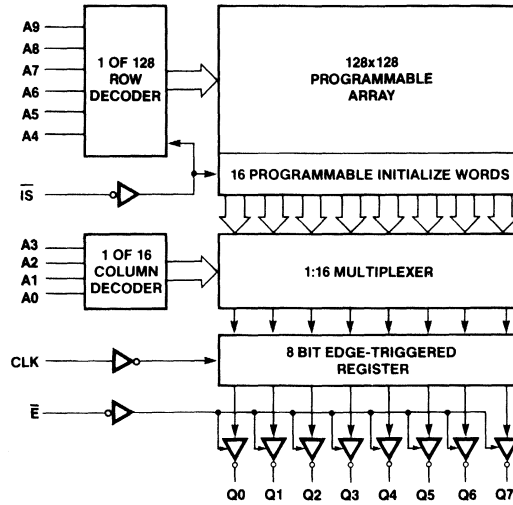 A9
A8
A7
A6
A5
A4
1 OF 128
ROW
DECODER
128x128
PROGRAMMABLE
ARRAY
16 PROGRAMMABLE INITIALIZE WORDS
IS
A3
A2
A1
A0
1 OF 16
COLUMN
DECODER
1:16 MULTIPLEXER
CLK
8 BIT EDGE-TRIGGERED
REGISTER
E
Q0 Q1 Q2 Q3 Q4 Q5 Q6 Q7